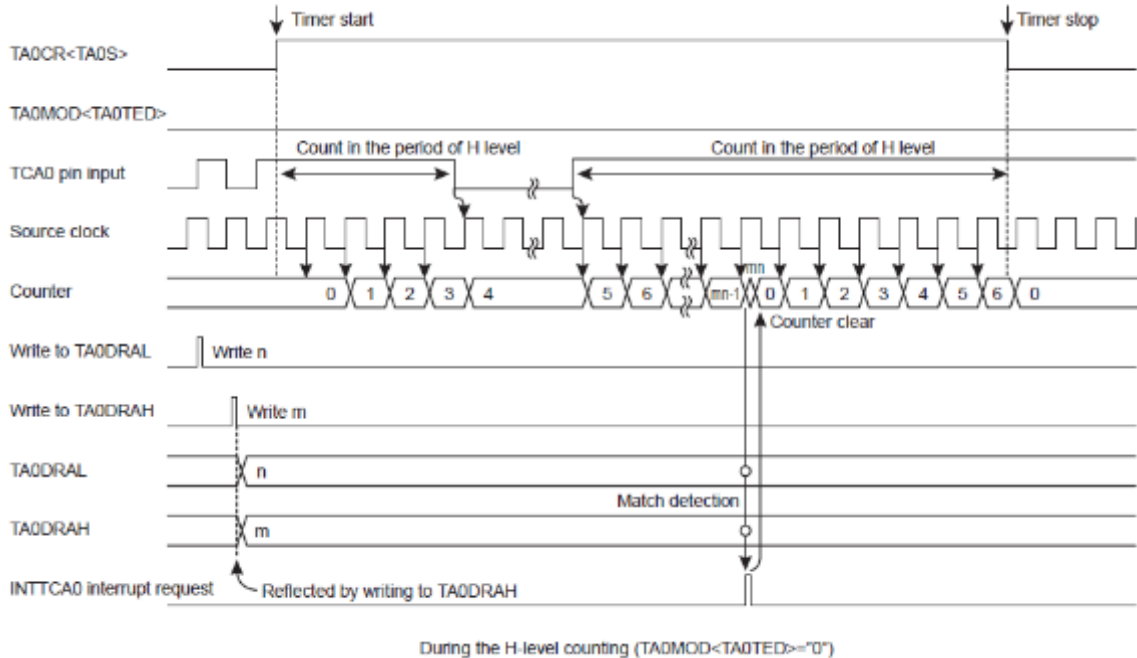 Timer start
Timer stop
TA0CR<TA0S>
TA0MOD<TA0TED>
Count in the period of H level
Count in the period of H level
TCA0 pin input
Source clock
mn
Counter
0 1 2 3 4 5 6 mn-1 0 1 2 3 4 5 6 0
Counter clear
Write to TA0DRAL
Write n
Write to TA0DRAH
Write m
TA0DRAL
n
Match detection
TA0DRAH
m
INTTCA0 interrupt request
Reflected by writing to TA0DRAH
During the H-level counting (TA0MOD<TA0TED>="0")